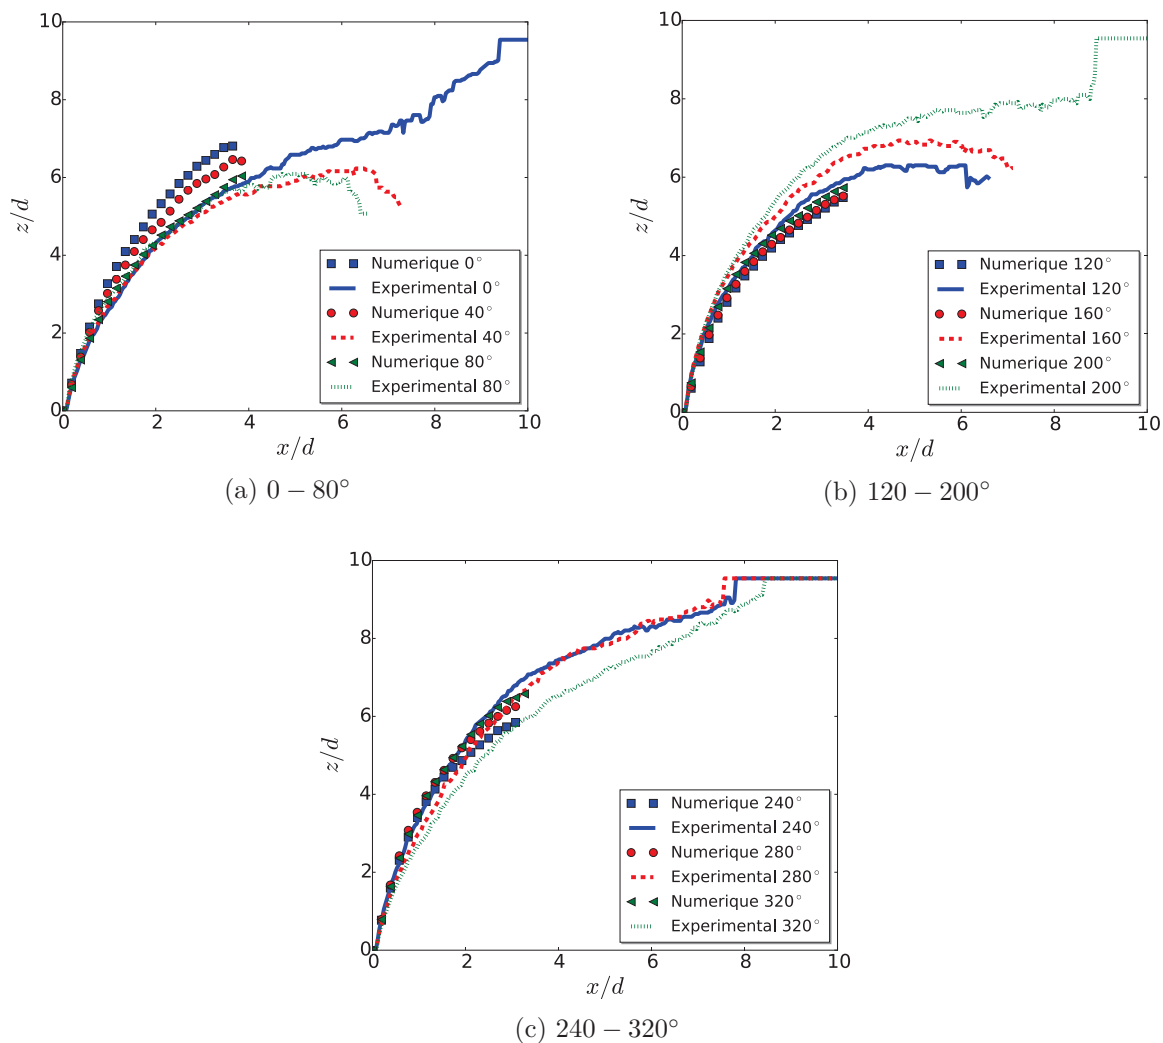 10
8
6
4
2
0
z/d
0 2 4 6 8 10
x/d
Numerique 0°
Experimental 0°
Numerique 40°
Experimental 40°
Numerique 80°
Experimental 80°
(a) 0 − 80°
10
8
6
4
2
0
z/d
0 2 4 6 8 10
x/d
Numerique 120°
Experimental 120°
Numerique 160°
Experimental 160°
Numerique 200°
Experimental 200°
(b) 120 − 200°
10
8
6
4
2
0
z/d
0 2 4 6 8 10
x/d
Numerique 240°
Experimental 240°
Numerique 280°
Experimental 280°
Numerique 320°
Experimental 320°
(c) 240 − 320°